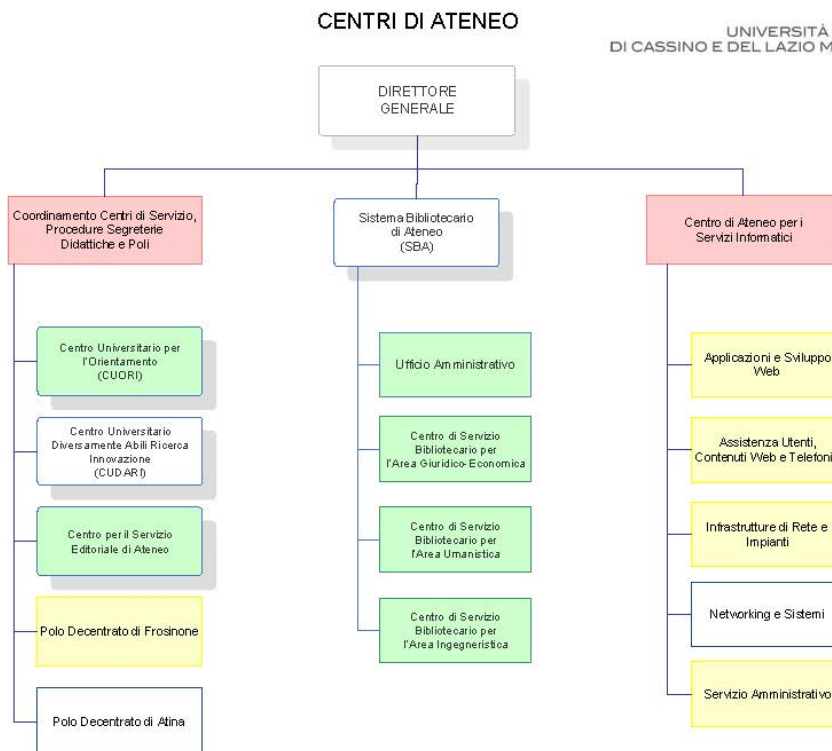 CENTRI DI ATENEO
UNIVERSITÀ
DI CASSINO E DEL LAZIO M
DIRETTORE
GENERALE
Coordinamento Centri di Servizio,
Procedure Segreterie
Didattiche e Poli
Sistema Bibliotecario
di Ateneo
(SBA)
Centro di Ateneo per i
Servizi Informatici
Centro Universitario per
l'Orientamento
(CUORI)
Centro Universitario
Diversamente Abili Ricerca
Innovazione
(CUDARI)
Centro per il Servizio
Editoriale di Ateneo
Polo Decentrato di Frosinone
Polo Decentrato di Atina
Ufficio Amministrativo
Centro di Servizio
Bibliotecario per
l'Area Giuridico-Economica
Centro di Servizio
Bibliotecario per
l'Area Umanistica
Centro di Servizio
Bibliotecario per
l'Area Ingegneristica
Applicazioni e Sviluppo
Web
Assistenza Utenti,
Contenuti Web e Telefoni
Infrastrutture di Rete e
Impianti
Networking e Sistemi
Servizio Amministrativo